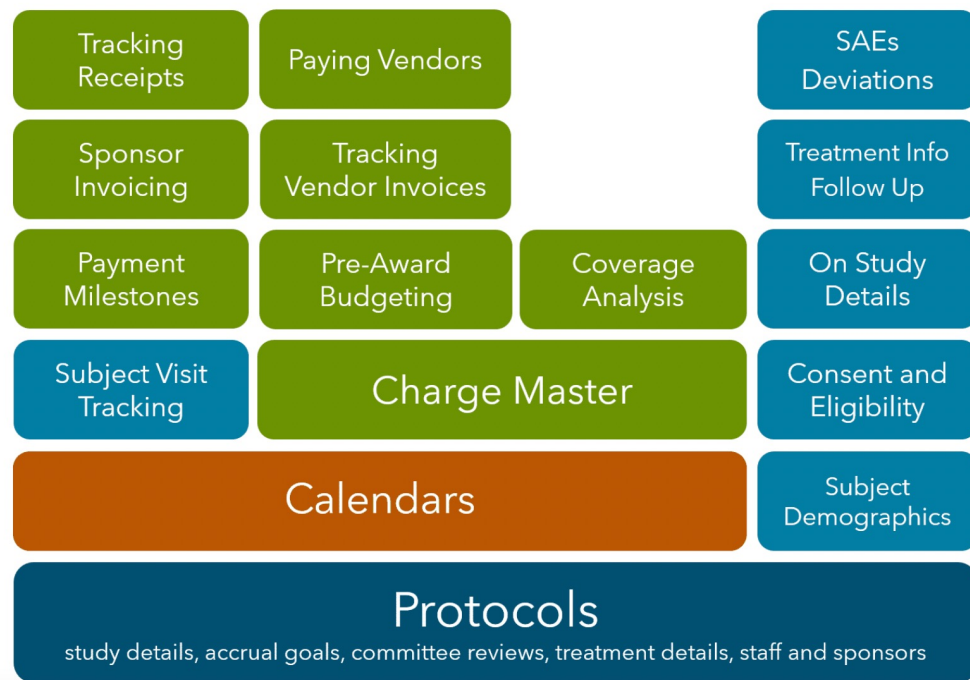 Tracking
Receipts
Paying Vendors
SAEs
Deviations
Sponsor
Invoicing
Tracking
Vendor Invoices
Treatment Info
Follow Up
Payment
Milestones
Pre-Award
Budgeting
Coverage
Analysis
On Study
Details
Subject Visit
Tracking
Charge Master
Consent and
Eligibility
Calendars
Subject
Demographics
Protocols
study details, accrual goals, committee reviews, treatment details, staff and sponsors